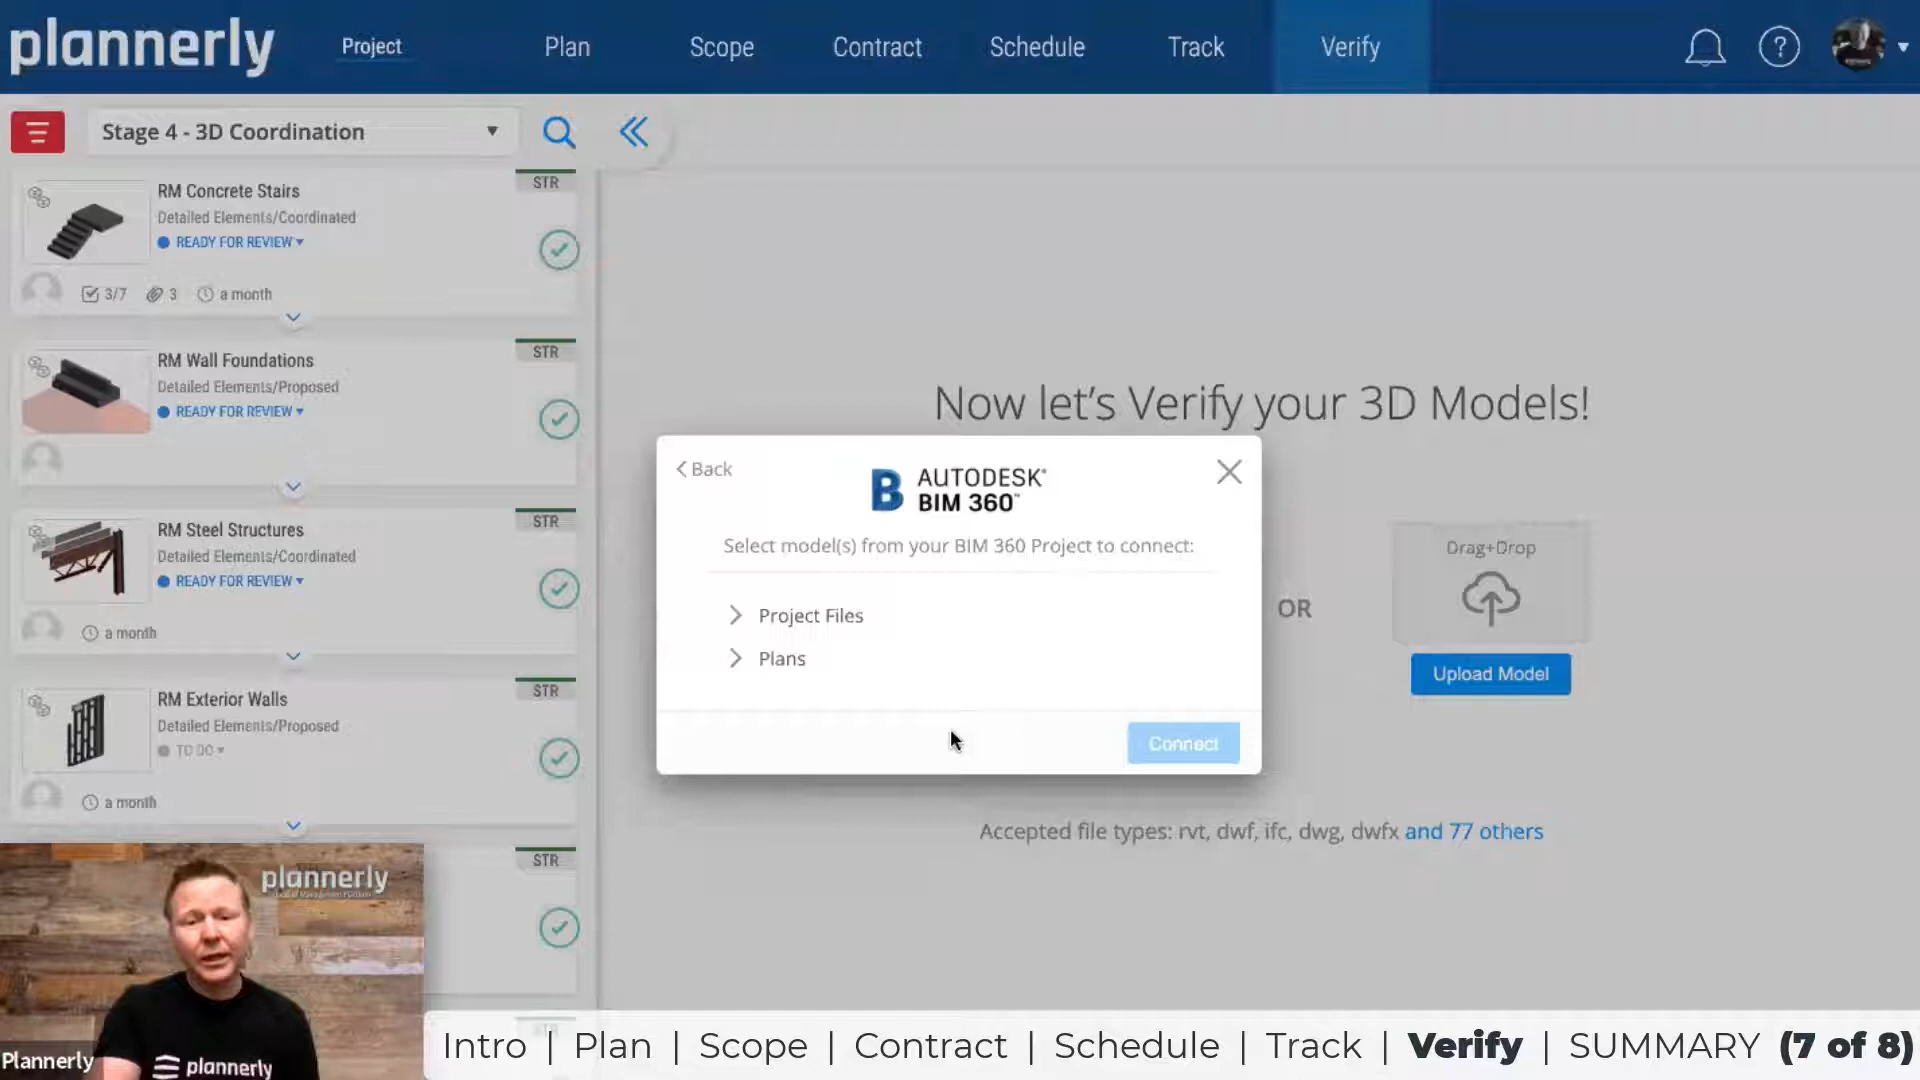 plannerly
Project
Plan
Scope
Contract
Schedule
Track
Verify
?
Stage 4 - 3D Coordination
RM Concrete Stairs
Detailed Elements/Coordinated
READY FOR REVIEW
STR
3/7
3
a month
RM Wall Foundations
Detailed Elements/Proposed
READY FOR REVIEW
STR
RM Steel Structures
Detailed Elements/Coordinated
READY FOR REVIEW
STR
a month
RM Exterior Walls
Detailed Elements/Proposed
TO DO
STR
a month
STR
STR
Now let's Verify your 3D Models!
Back
B AUTODESK®
BIM 360™
Select model(s) from your BIM 360 Project to connect:
Project Files
Plans
Connect
OR
Drag+Drop
Upload Model
Accepted file types: rvt, dwf, ifc, dwg, dwfx and 77 others
plannerly
plannerly
Plannerly
Intro | Plan | Scope | Contract | Schedule | Track | Verify | SUMMARY (7 of 8)